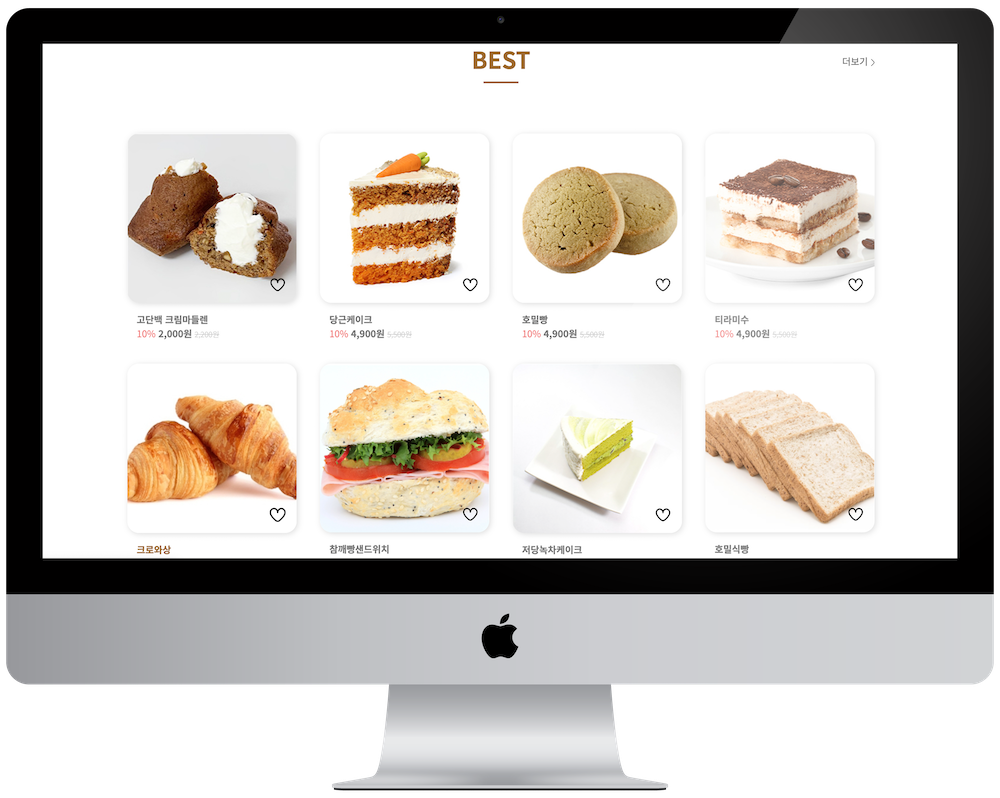 BEST
더보기 >
고단백 크림마들렌
10% 2,000원 2,200원
당근케이크
10% 4,900원 5,500원
호밀빵
10% 4,900원 5,500원
티라미수
10% 4,900원 5,500원
크로와상
참깨빵샌드위치
저당녹차케이크
호밀식빵